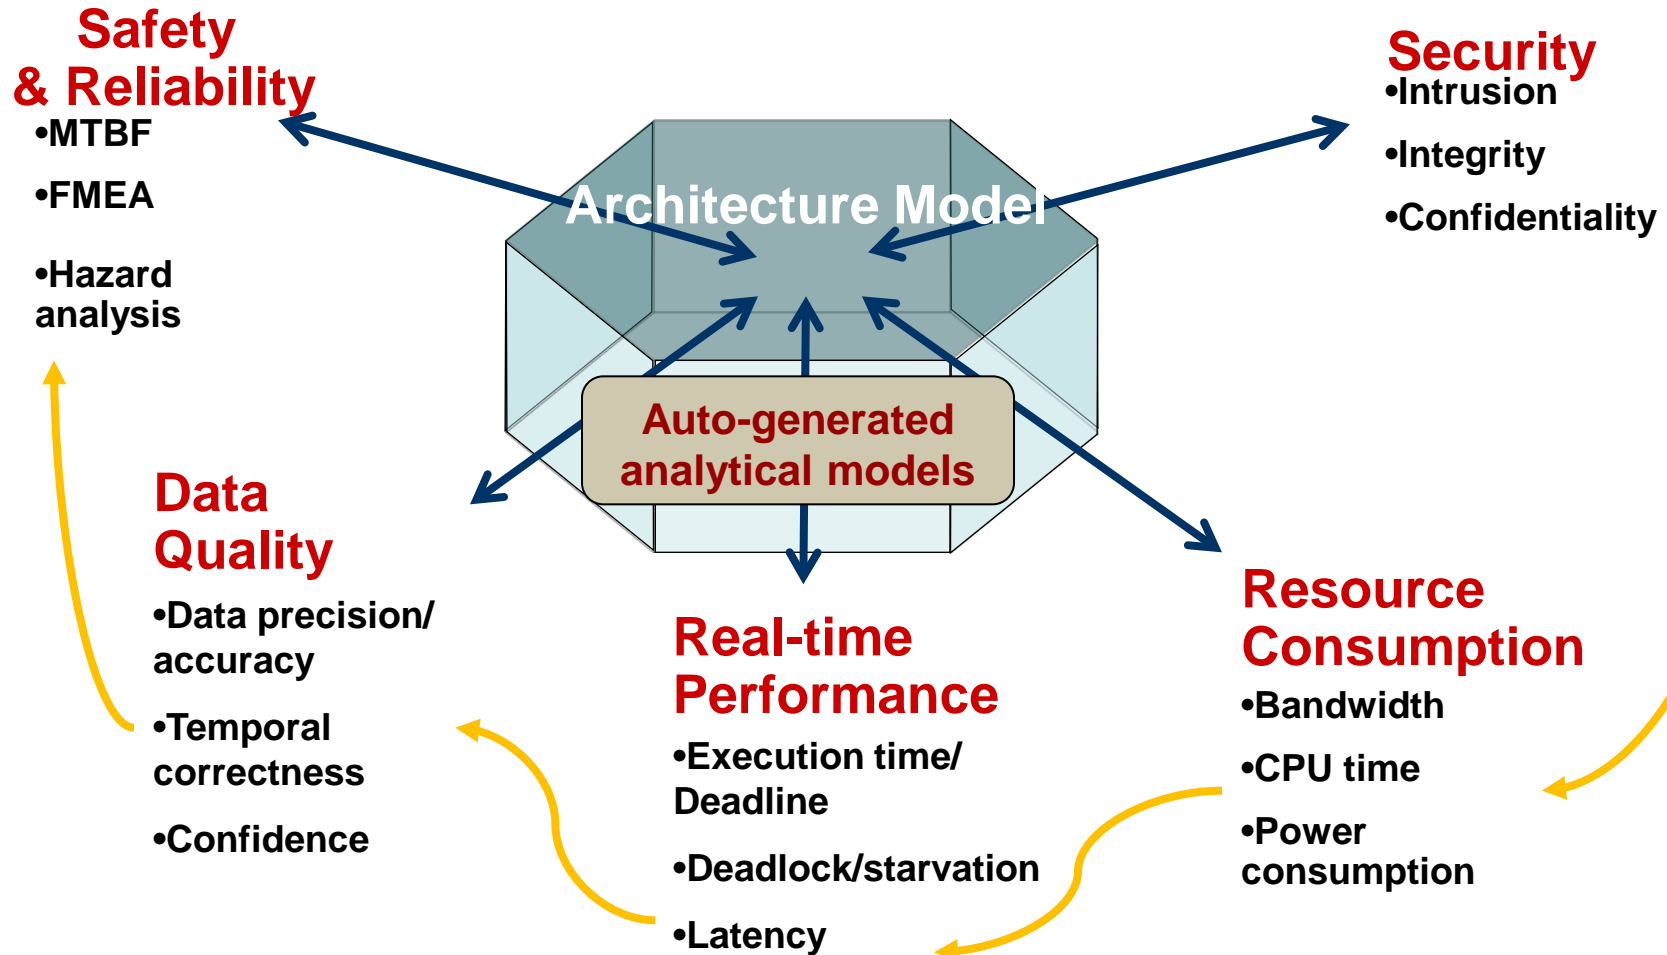 Safety
& Reliability
•MTBF
•FMEA
•Hazard
analysis
Security
•Intrusion
•Integrity
•Confidentiality
Architecture Model
Auto-generated
analytical models
Data
Quality
•Data precision/
accuracy
•Temporal
correctness
•Confidence
Real-time
Performance
•Execution time/
Deadline
•Deadlock/starvation
•Latency
Resource
Consumption
•Bandwidth
•CPU time
•Power
consumption